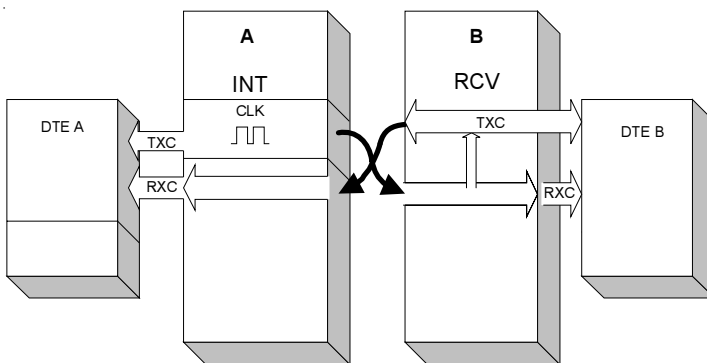 A
INT
CLK
DTE A
TXC
RXC
B
RCV
TXC
RXC
DTE B